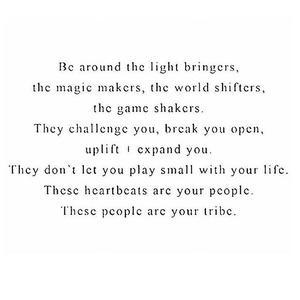 Be around the light bringers,
the magic makers, the world shifters,
the game shakers.
They challenge you, break you open,
uplift + expand you.
They don`t let you play small with your life.
These heartbeats are your people.
These people are your tribe.